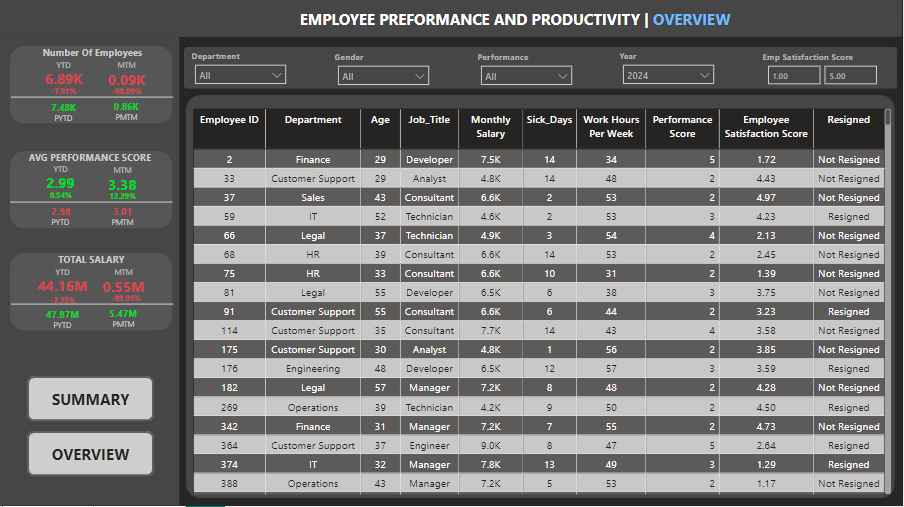 EMPLOYEE PREFORMANCE AND PRODUCTIVITY | OVERVIEW
Number Of Employees
YTD MTM
6.89K 0.09K
-7.91% -90.09%
7.48K 0.86K
PYTD PMTM
AVG PERFORMANCE SCORE
YTD MTM
2.99 3.38
0.54% 12.29%
2.98 3.01
PYTD PMTM
TOTAL SALARY
YTD MTM
44.16M 0.55M
-7.75% -89.91%
47.87M 5.47M
PYTD PMTM
SUMMARY
OVERVIEW
Department Gender Performance Year Emp Satisfaction Score
All All All 2024 1.00 5.00
Employee ID Department Age Job_Title Monthly Salary Sick_Days Work Hours Per Week Performance Score Employee Satisfaction Score Resigned
2 Finance 29 Developer 7.5K 14 34 5 1.72 Not Resigned
33 Customer Support 29 Analyst 4.8K 14 48 2 4.43 Not Resigned
37 Sales 43 Consultant 6.6K 2 53 2 4.97 Not Resigned
59 IT 52 Technician 4.6K 2 53 3 4.23 Resigned
66 Legal 37 Technician 4.9K 3 54 4 2.13 Not Resigned
68 HR 39 Consultant 6.6K 14 53 2 2.45 Not Resigned
75 HR 33 Consultant 6.6K 10 31 2 1.39 Not Resigned
81 Legal 55 Developer 6.5K 6 38 3 3.75 Not Resigned
91 Customer Support 55 Consultant 6.6K 6 44 2 3.23 Resigned
114 Customer Support 35 Consultant 7.7K 14 43 4 3.58 Not Resigned
175 Customer Support 30 Analyst 4.8K 1 56 2 3.85 Not Resigned
176 Engineering 48 Developer 6.5K 12 57 3 3.59 Resigned
182 Legal 57 Manager 7.2K 8 48 2 4.28 Not Resigned
269 Operations 39 Technician 4.2K 9 50 2 4.50 Resigned
342 Finance 31 Manager 7.2K 7 55 2 4.73 Not Resigned
364 Customer Support 37 Engineer 9.0K 8 47 5 2.64 Resigned
374 IT 32 Manager 7.8K 13 49 3 1.29 Resigned
388 Operations 43 Manager 7.2K 5 53 2 1.17 Not Resigned